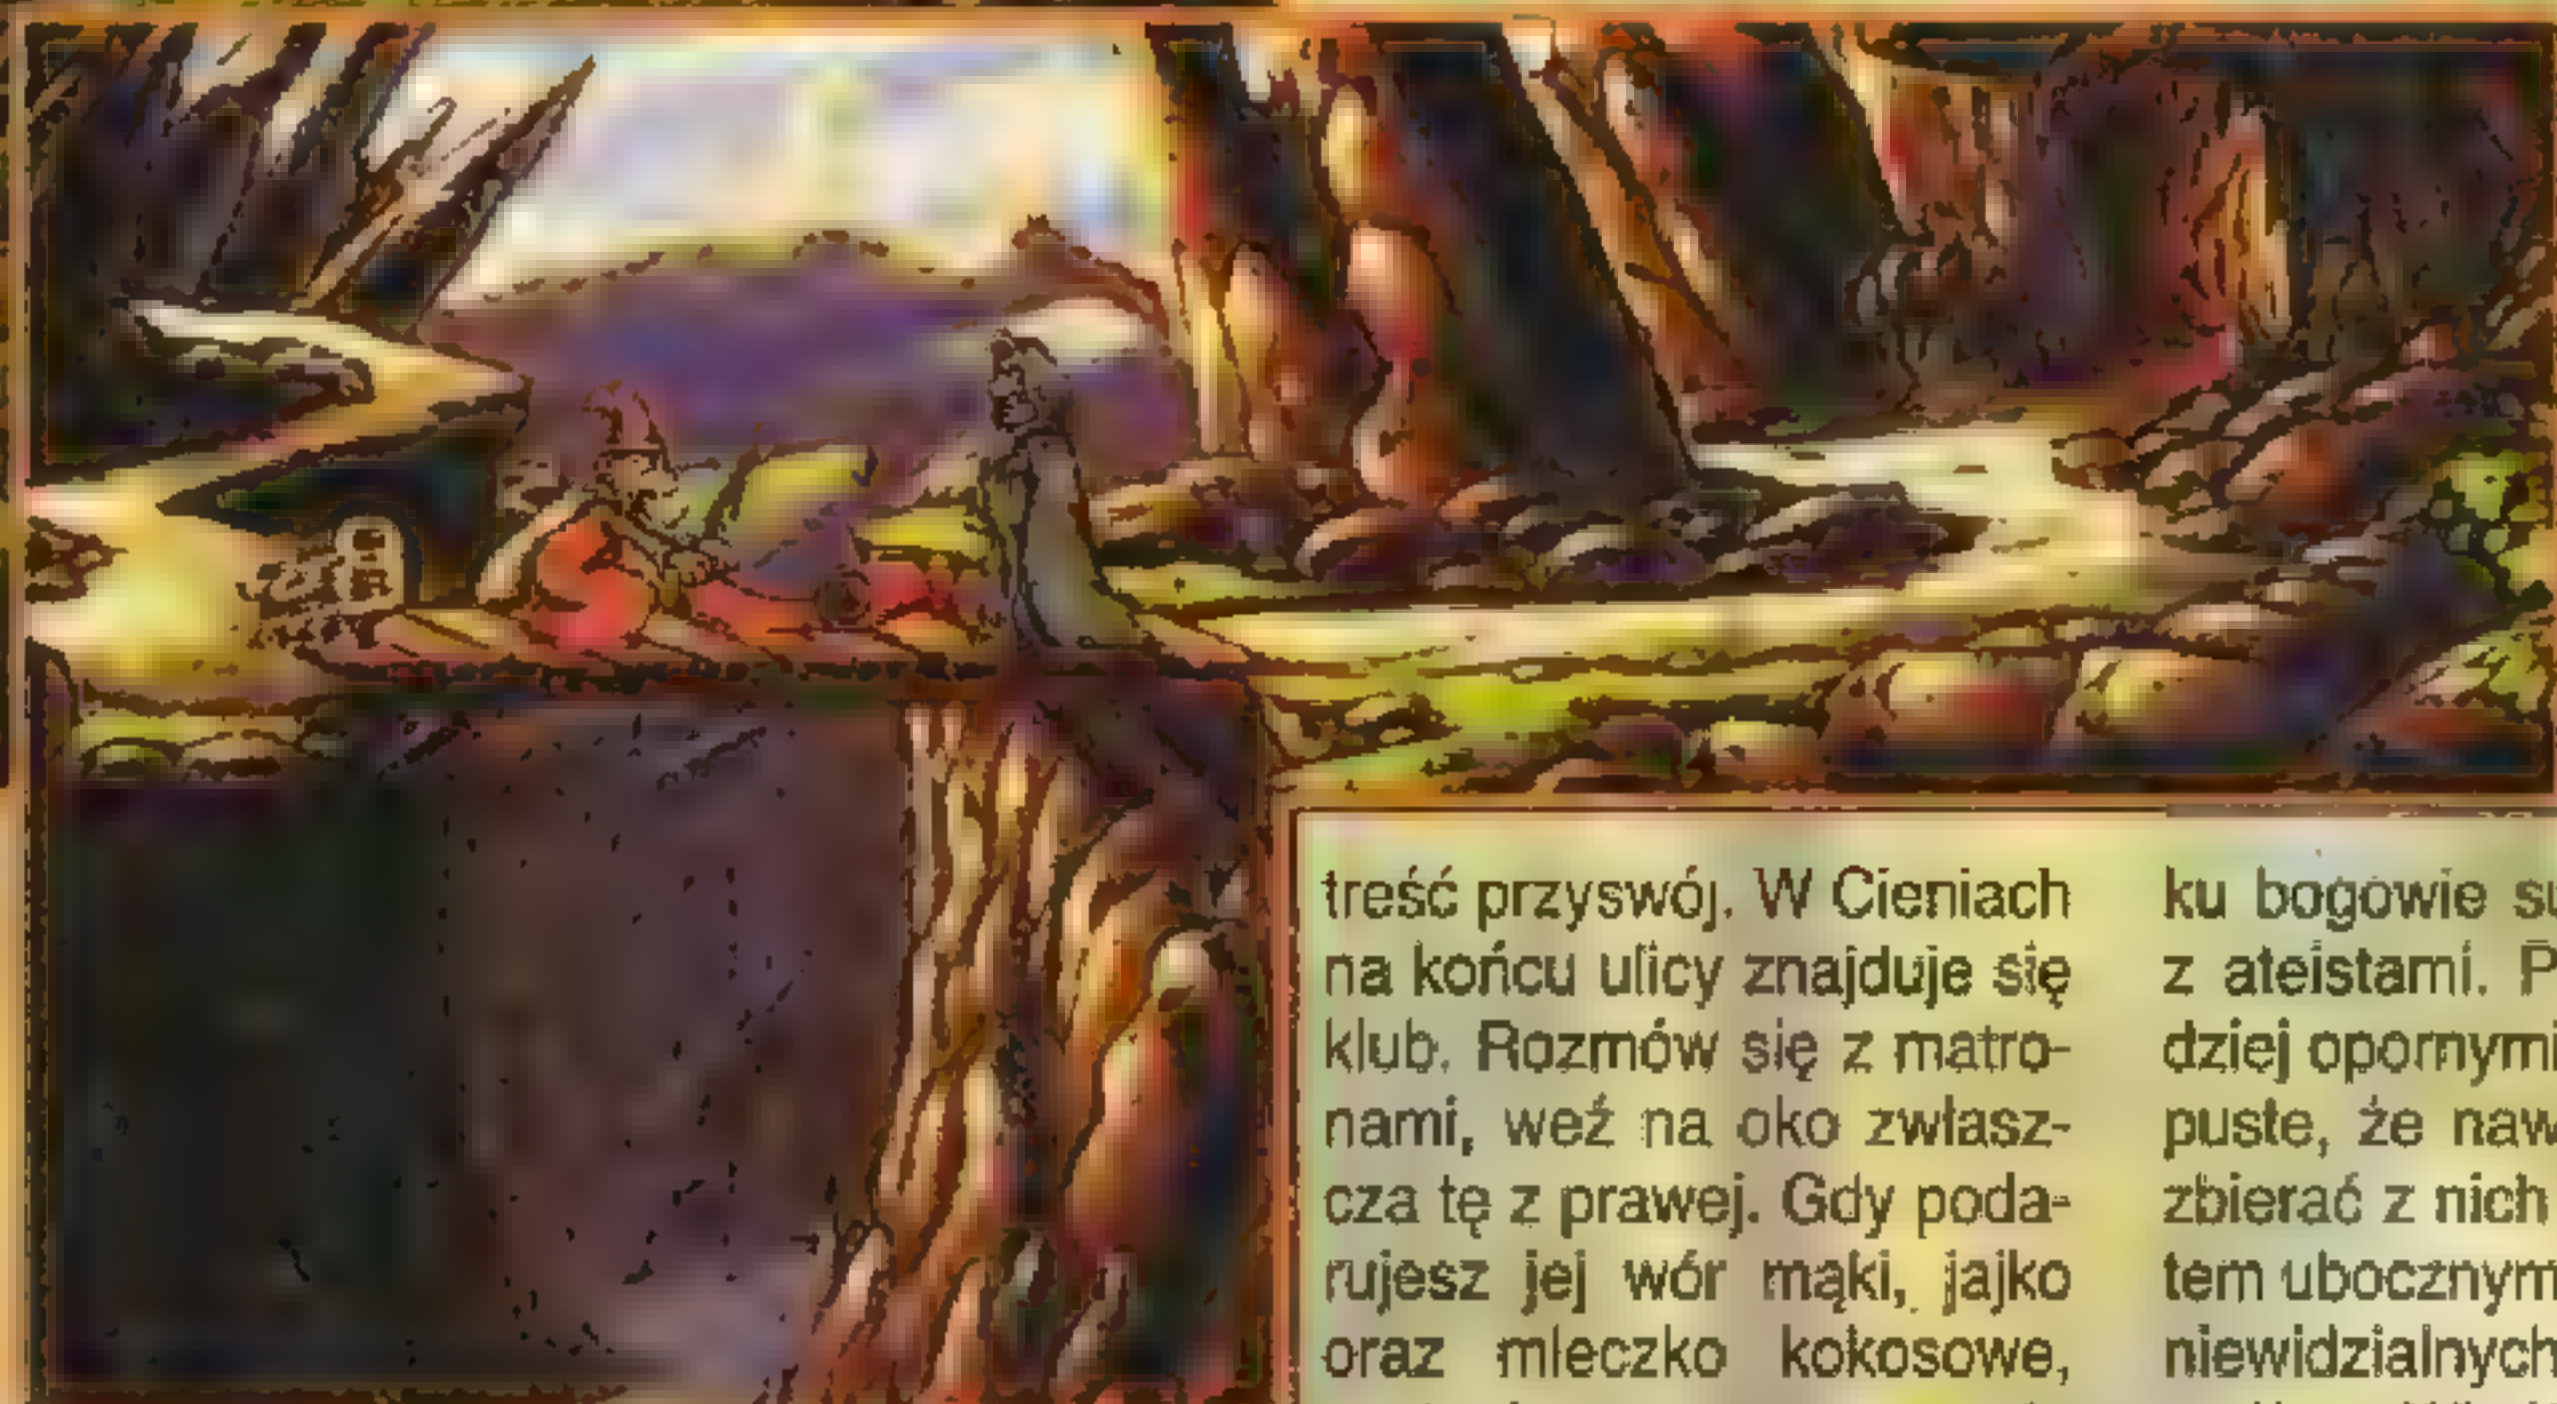 treść przyswój. W Cieniach
na końcu ulicy znajduje się
klub. Rozmów się z matro-
nami, weź na oko zwłasz-
cza tę z prawej. Gdy poda-
rujesz jej wór mąki, jajko
oraz mleczko kokosowe,
ku bogowie
z ateistami.
dziej opornymi
puste, że
zbierać z nich
tem ubocznym
niewidzialnych